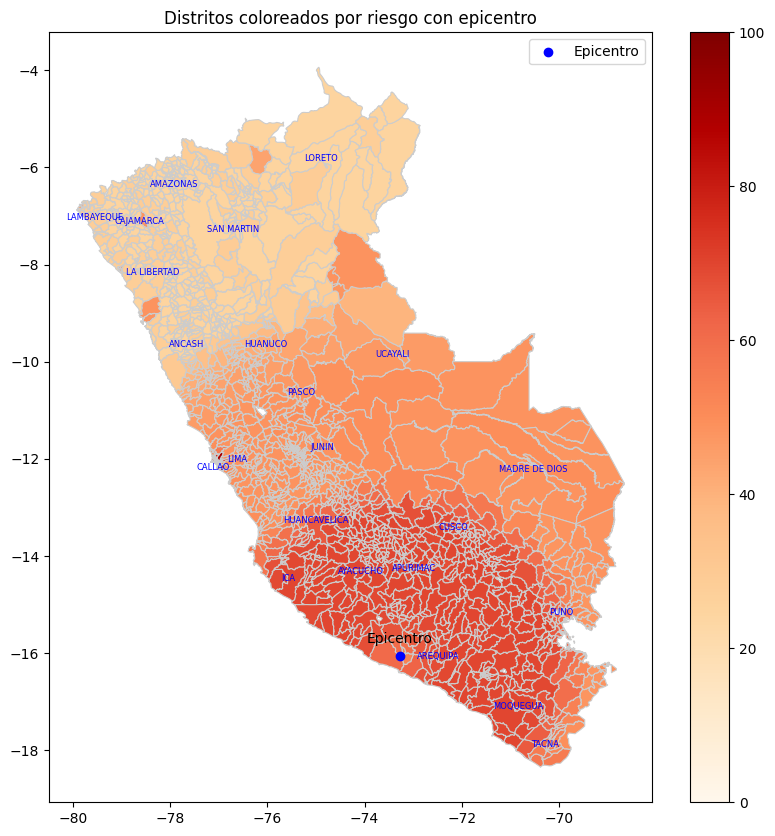 Distritos coloreados por riesgo con epicentro
Epicentro
100
80
60
40
20
0
−4
−6
−8
−10
−12
−14
−16
−18
LORETO
AMAZONAS
LAMBAYEQUE
CAJAMARCA
SAN MARTIN
LA LIBERTAD
ANCASH
HUANUCO
UCAYALI
PASCO
JUNIN
LIMA
CALLAO
MADRE DE DIOS
HUANCAVELICA
CUSCO
ICA
AYACUCHO
APURIMAC
PUNO
Epicentro
AREQUIPA
MOQUEGUA
TACNA
−80
−78
−76
−74
−72
−70